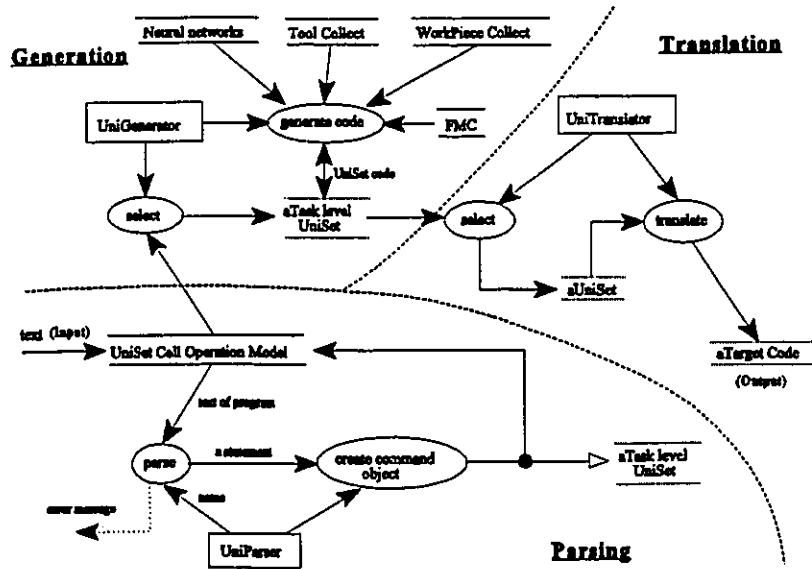 Generation
Neural networks
Tool Collect
WorkPiece Collect
Translation
UniGenerator
generate code
FMC
UniTranslator
UniSet code
select
aTask level
UniSet
select
translate
aUniSet
text (Input)
UniSet Cell Operation Model
aTarget Code
(Output)
text of program
parse
a statement
create command
object
aTask level
UniSet
error message
UniParser
Parsing